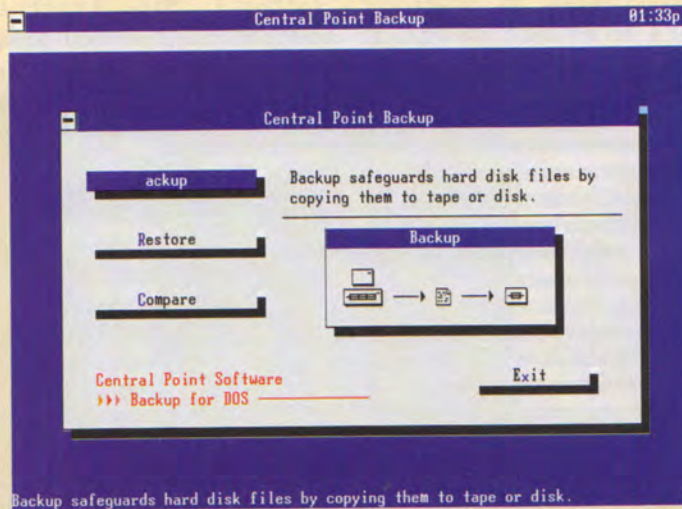 Central Point Backup 01:33p
Central Point Backup
ackup
Backup safeguards hard disk files by
copying them to tape or disk.
Restore
Backup
Compare
Exit
Central Point Software
Backup for DOS
Backup safeguards hard disk files by copying them to tape or disk.